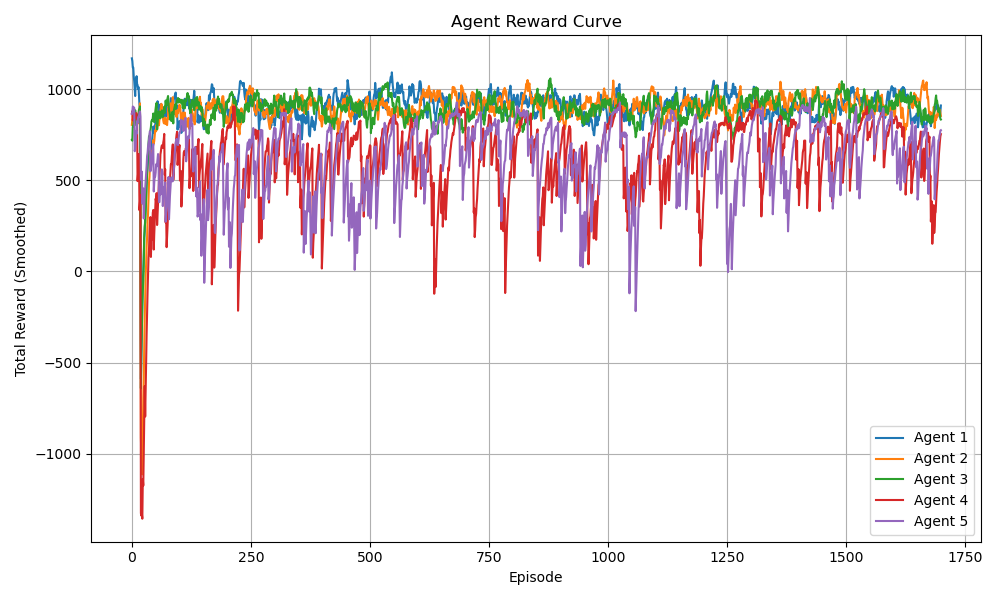 Agent Reward Curve
Total Reward (Smoothed)
1000
500
0
−500
−1000
0
250
500
750
1000
1250
1500
1750
Episode
Agent 1
Agent 2
Agent 3
Agent 4
Agent 5